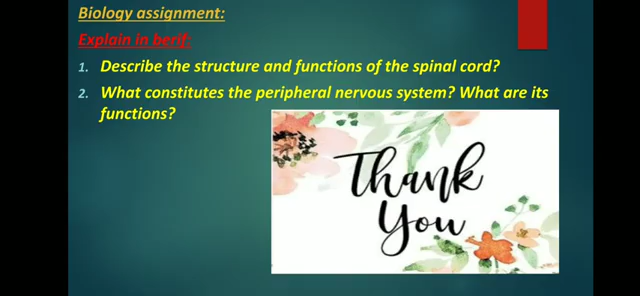 Biology assignment:
Explain in berif:
1. Describe the structure and functions of the spinal cord?
2. What constitutes the peripheral nervous system? What are its
functions?
Thank
You